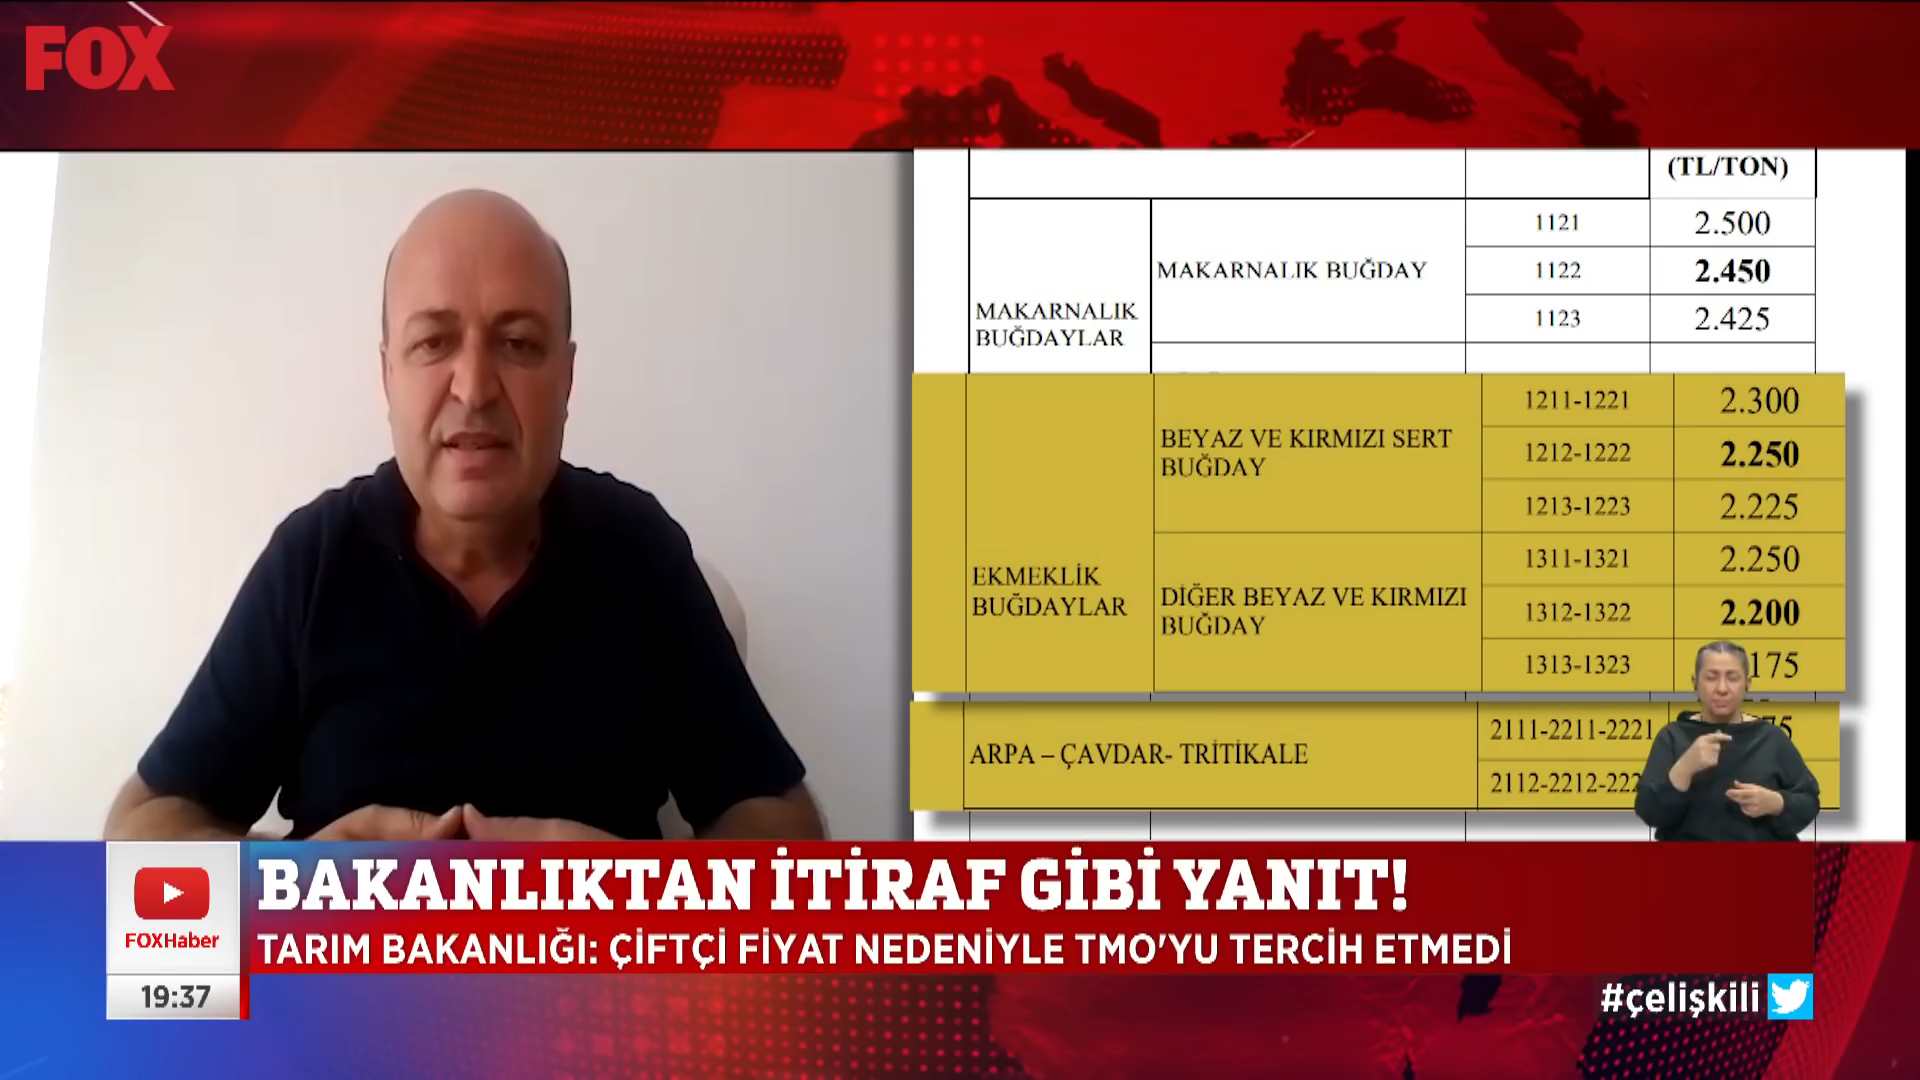 FOX
(TL/TON)
MAKARNALIK
BUĞDAYLAR
MAKARNALIK BUĞDAY
1121 2.500
1122 2.450
1123 2.425
EKMEKLİK
BUĞDAYLAR
BEYAZ VE KIRMIZI SERT
BUĞDAY
1211-1221 2.300
1212-1222 2.250
1213-1223 2.225
DİĞER BEYAZ VE KIRMIZI
BUĞDAY
1311-1321 2.250
1312-1322 2.200
1313-1323 175
ARPA – ÇAVDAR- TRİTİKALE
2111-2211-2221
2112-2212-222
BAKANLIKTAN İTİRAF GİBİ YANIT!
TARIM BAKANLIĞI: ÇİFTÇİ FİYAT NEDENİYLE TMO'YU TERCİH ETMEDİ
FOXHaber
19:37
#çelişkili